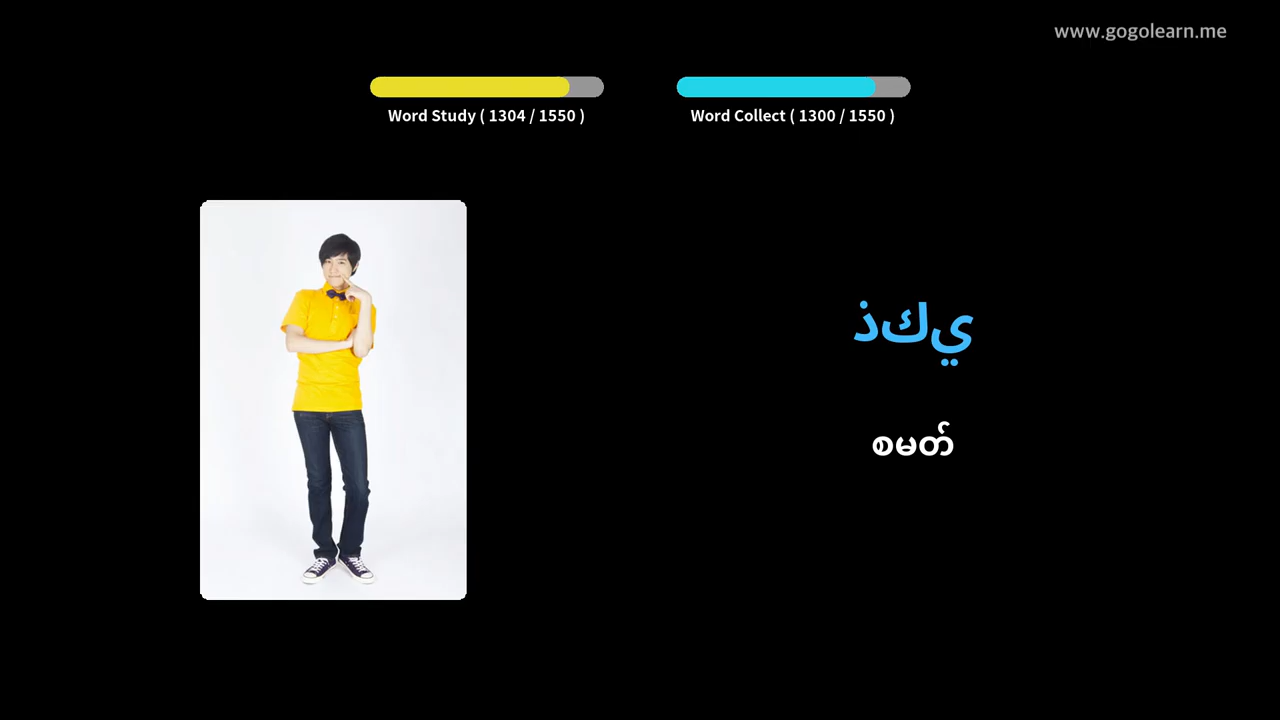 www.gogolearn.me
Word Study ( 1304 / 1550 )
Word Collect ( 1300 / 1550 )
ذكي
စမတ်